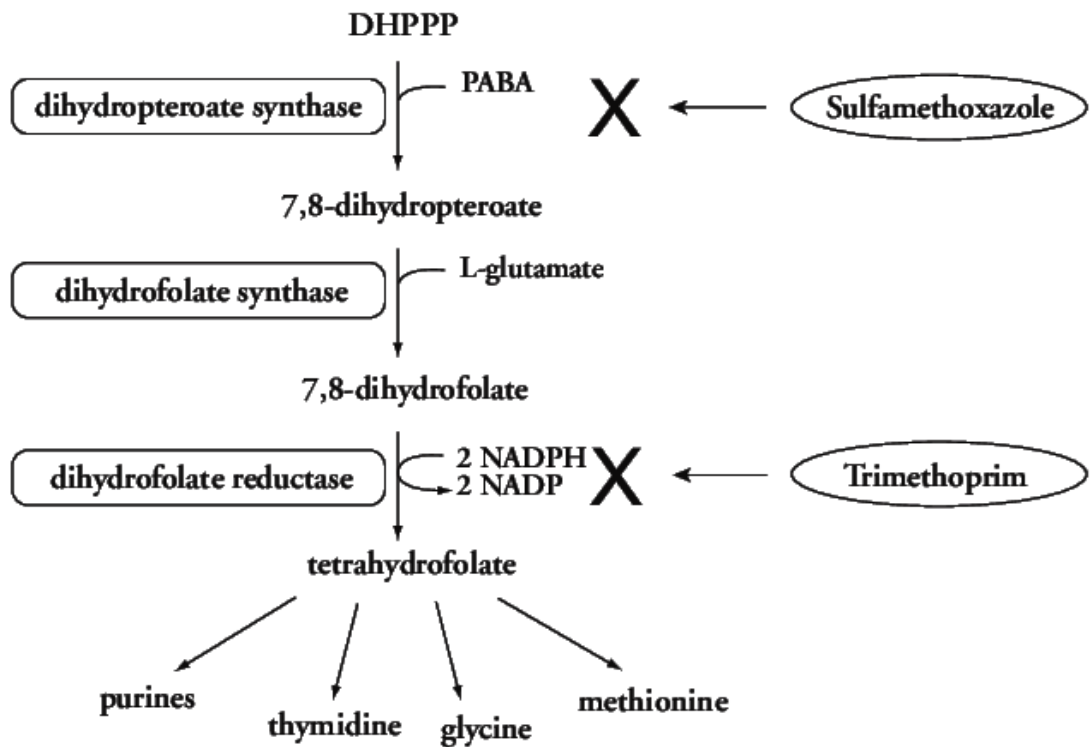 DHPPP
dihydropteroate synthase
PABA
X
Sulfamethoxazole
7,8-dihydropteroate
dihydrofolate synthase
L-glutamate
7,8-dihydrofolate
dihydrofolate reductase
2 NADPH
2 NADP
X
Trimethoprim
tetrahydrofolate
purines
thymidine
glycine
methionine